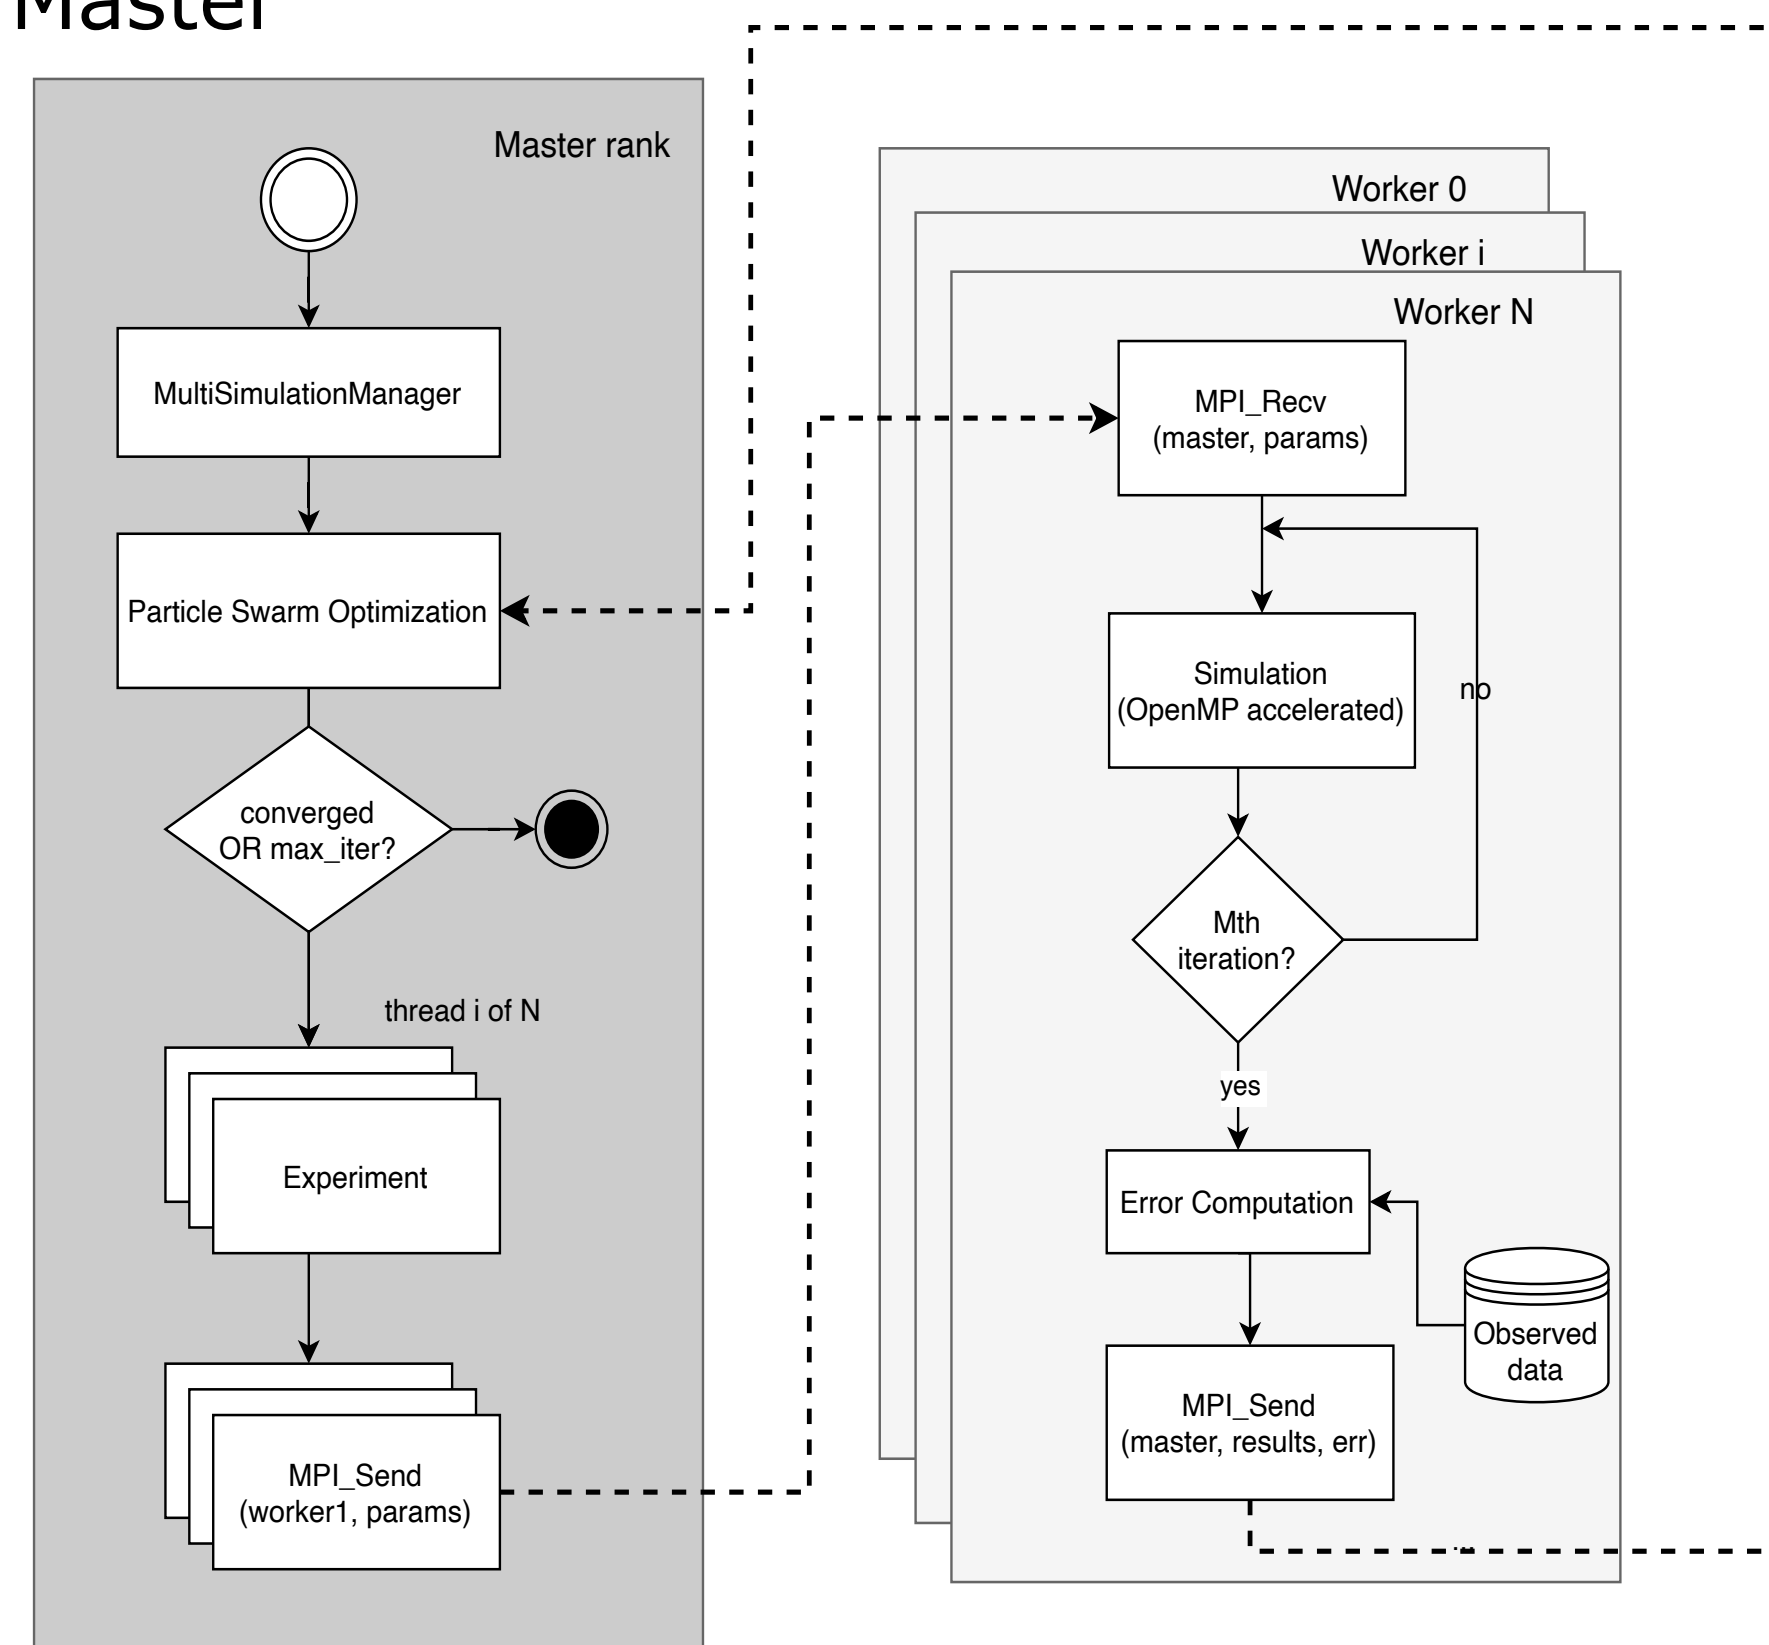 Master
Master rank
MultiSimulationManager
Particle Swarm Optimization
converged
OR max_iter?
thread i of N
Experiment
MPI_Send
(worker1, params)
Worker 0
Worker i
Worker N
MPI_Recv
(master, params)
Simulation
(OpenMP accelerated)
no
Mth
iteration?
yes
Error Computation
Observed
data
MPI_Send
(master, results, err)
...